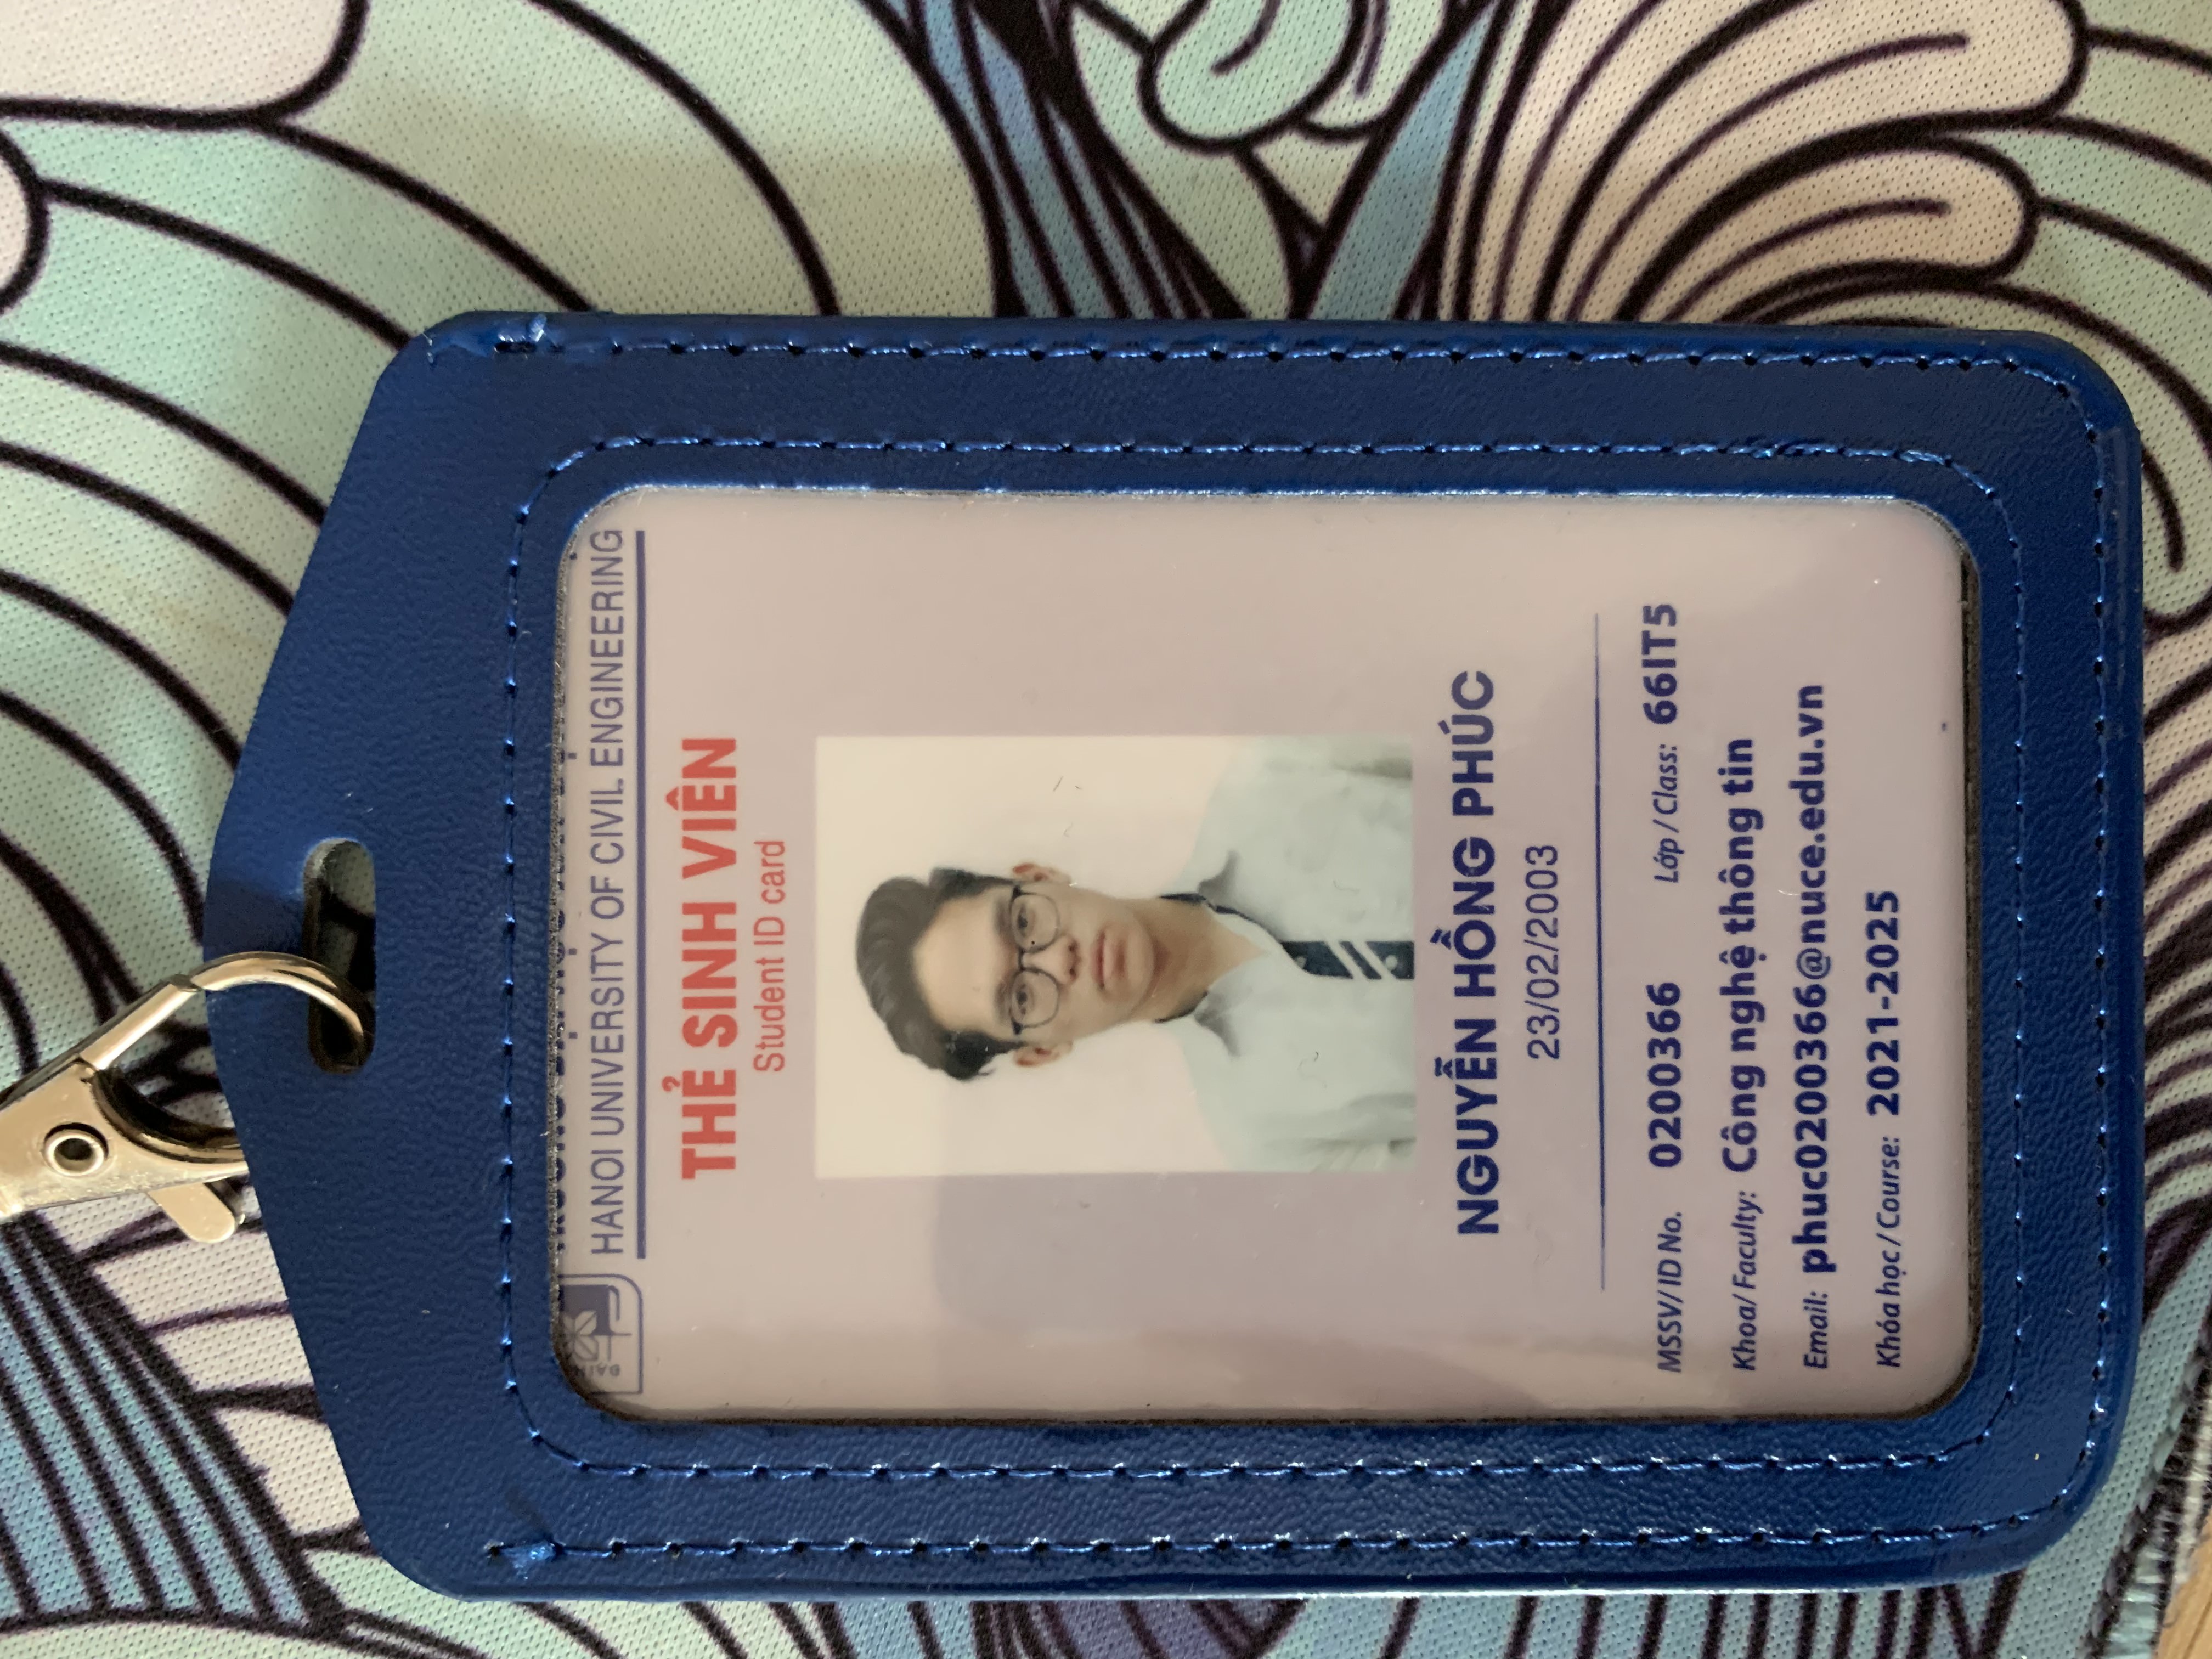 HANOI UNIVERSITY OF CIVIL ENGINEERING
THẺ SINH VIÊN
Student ID card
NGUYỄN HỒNG PHÚC
23/02/2003
MSSV/ ID No. 0200366 Lớp / Class: 66IT5
Khoa/ Faculty: Công nghệ thông tin
Email: phuc0200366@nuce.edu.vn
Khóa học / Course: 2021-2025